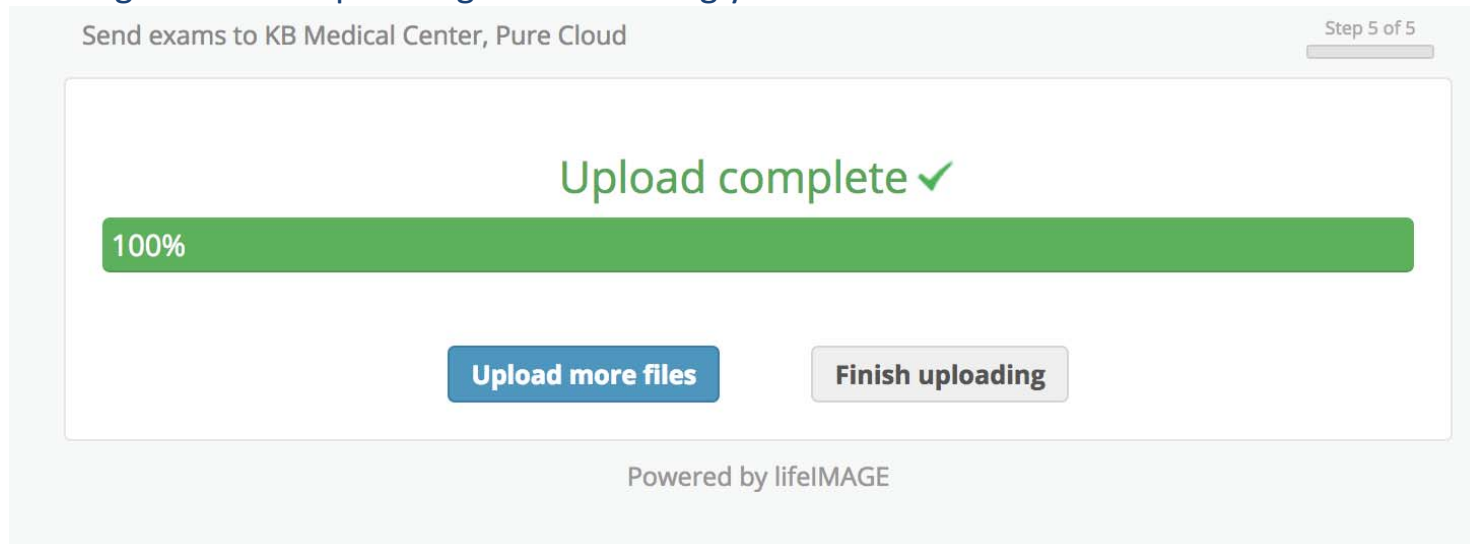 Send exams to KB Medical Center, Pure Cloud
Step 5 of 5
Upload complete
100%
Upload more files
Finish uploading
Powered by lifeIMAGE